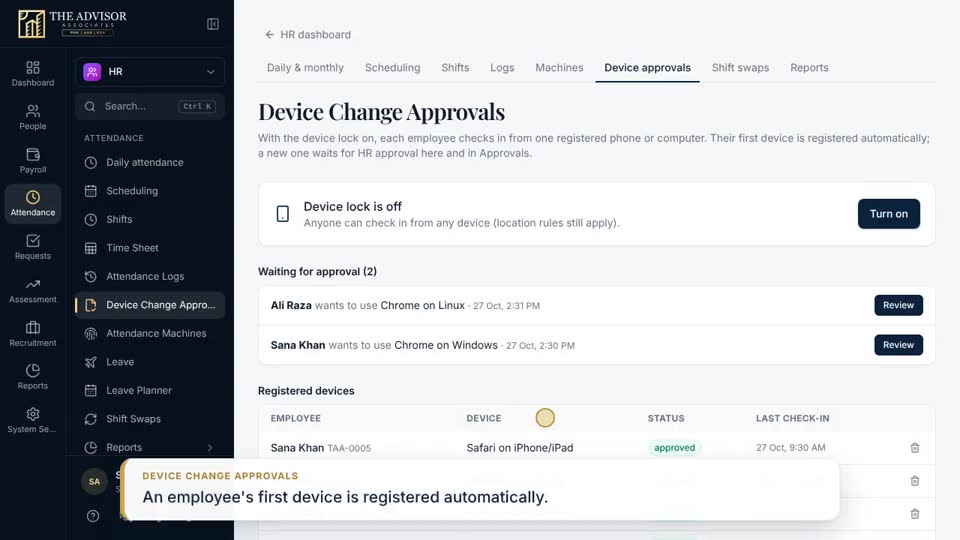 THE ADVISOR
ASSOCIATES
PAK | UAE | USA
Dashboard
People
Payroll
Attendance
Requests
Assessment
Recruitment
Reports
System Se...
HR
Search...
Ctrl K
ATTENDANCE
Daily attendance
Scheduling
Shifts
Time Sheet
Attendance Logs
Device Change Appro...
Attendance Machines
Leave
Leave Planner
Shift Swaps
Reports
SA
HR dashboard
Daily & monthly
Scheduling
Shifts
Logs
Machines
Device approvals
Shift swaps
Reports
Device Change Approvals
With the device lock on, each employee checks in from one registered phone or computer. Their first device is registered automatically;
a new one waits for HR approval here and in Approvals.
Device lock is off
Anyone can check in from any device (location rules still apply).
Turn on
Waiting for approval (2)
Ali Raza wants to use Chrome on Linux · 27 Oct, 2:31 PM
Review
Sana Khan wants to use Chrome on Windows · 27 Oct, 2:30 PM
Review
Registered devices
EMPLOYEE DEVICE STATUS LAST CHECK-IN
Sana Khan TAA-0005 Safari on iPhone/iPad approved 27 Oct, 9:30 AM
DEVICE CHANGE APPROVALS
An employee's first device is registered automatically.